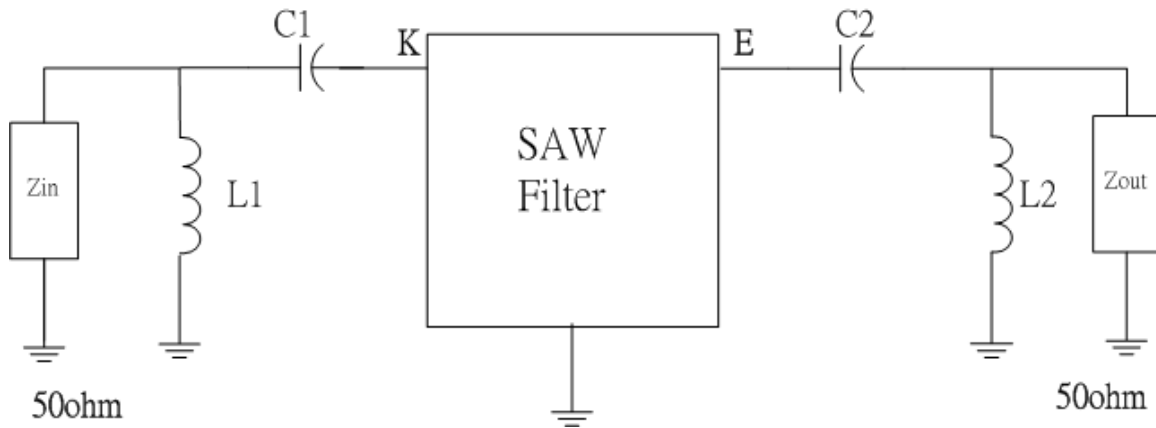 C1
K
E
C2
SAW
Filter
Zin
L1
L2
Zout
50ohm
50ohm